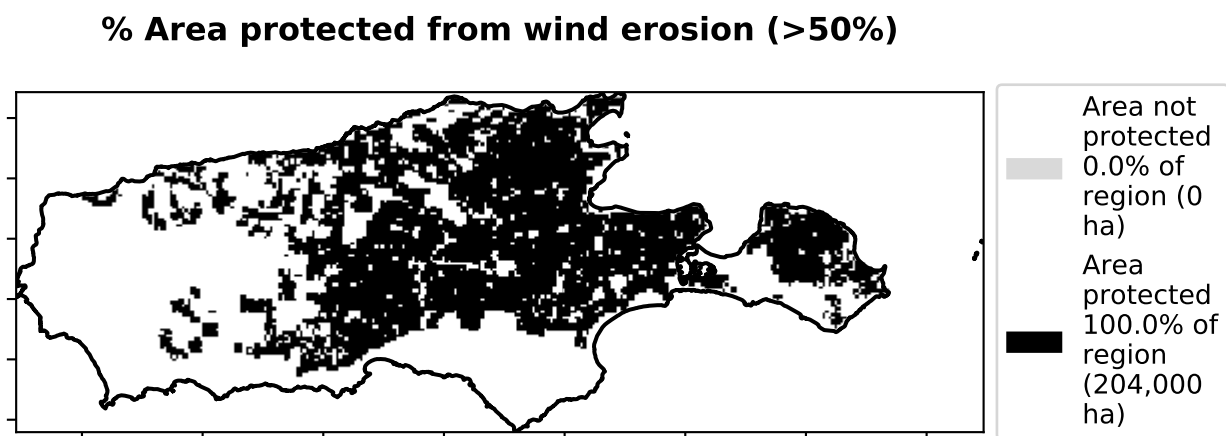 % Area protected from wind erosion (>50%)
Area not
protected
0.0% of
region (0
ha)
Area
protected
100.0% of
region
(204,000
ha)